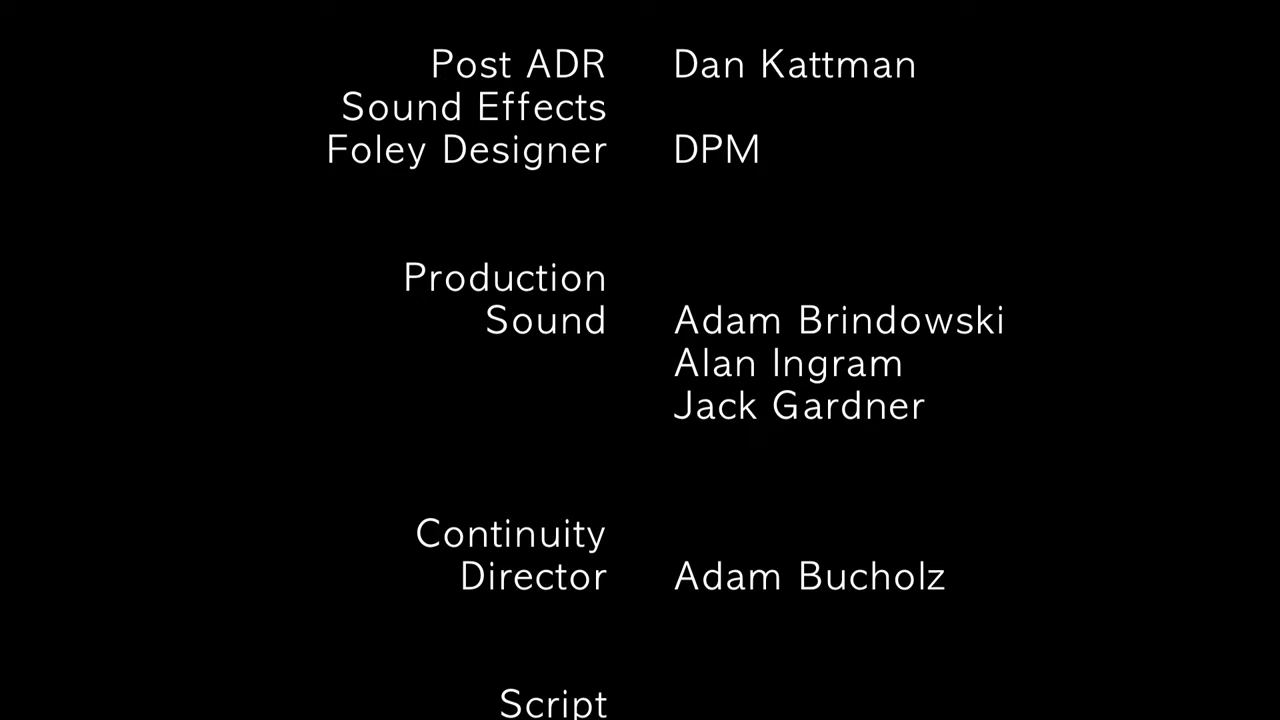 Post ADR Dan Kattman
Sound Effects
Foley Designer DPM
Production
Sound Adam Brindowski
Alan Ingram
Jack Gardner
Continuity
Director Adam Bucholz
Script